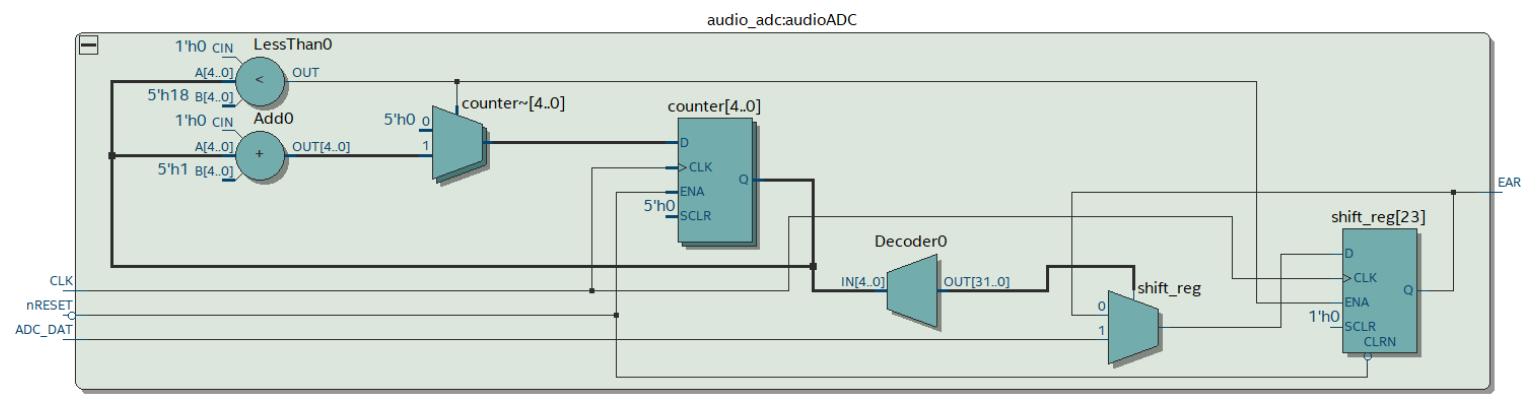 audio_adc:audioADC
LessThan0
1'h0 CIN
A[4..0]
5'h18 B[4..0]
<
OUT
Add0
1'h0 CIN
A[4..0]
5'h1 B[4..0]
+
OUT[4..0]
counter~[4..0]
5'h0 0
1
counter[4..0]
D
CLK
ENA
5'h0 SCLR
Q
Decoder0
IN[4..0]
OUT[31..0]
shift_reg
0
1
shift_reg[23]
D
CLK
ENA
1'h0 SCLR
CLRN
Q
EAR
CLK
nRESET
ADC_DAT